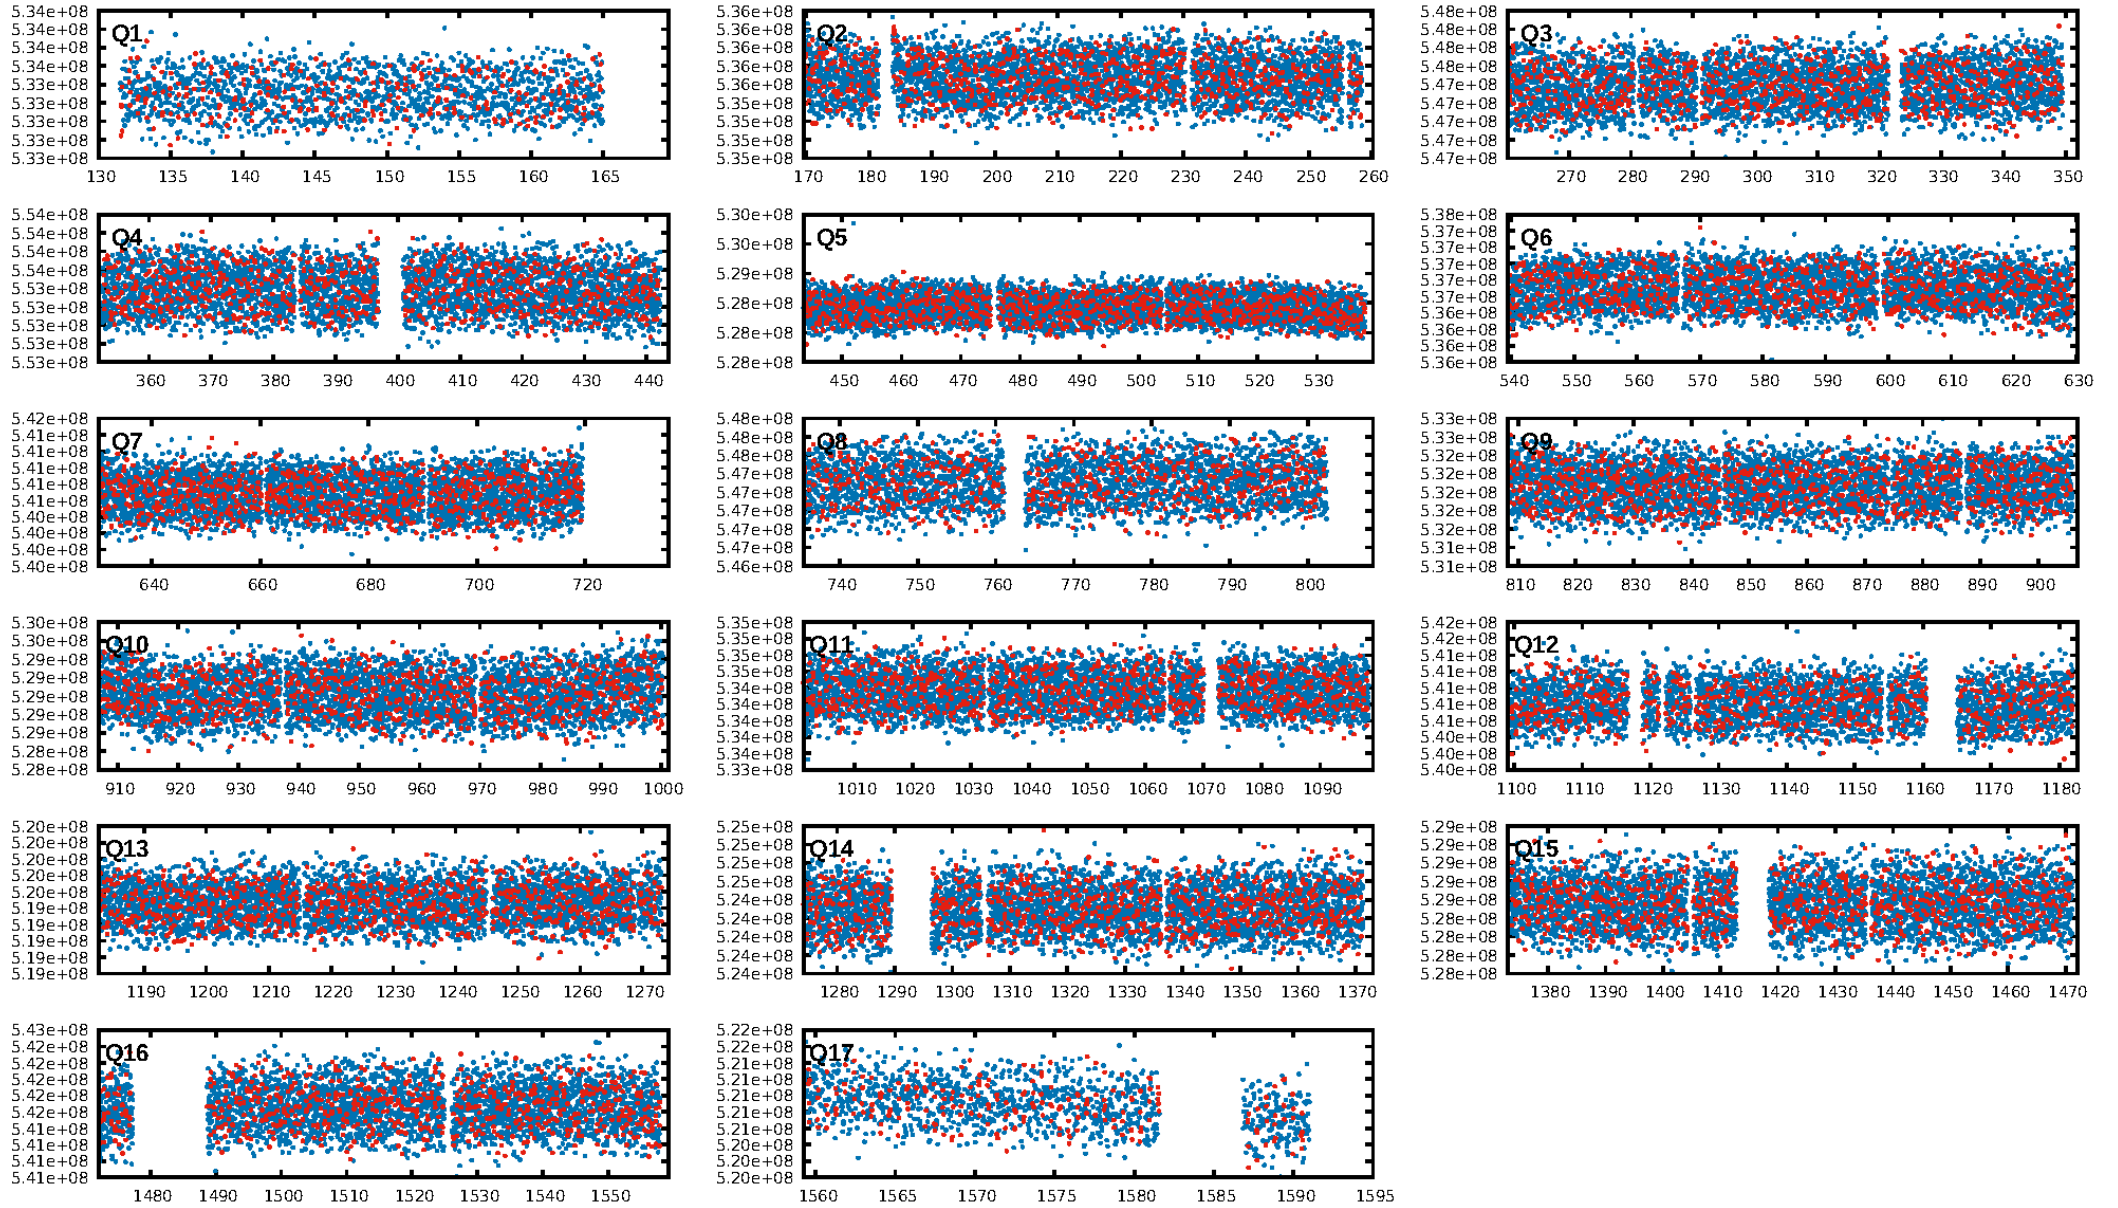 Q1
5.34e+08
5.34e+08
5.34e+08
5.34e+08
5.33e+08
5.33e+08
5.33e+08
5.33e+08
5.33e+08
130 135 140 145 150 155 160 165
Q2
5.36e+08
5.36e+08
5.36e+08
5.36e+08
5.36e+08
5.35e+08
5.35e+08
5.35e+08
5.35e+08
170 180 190 200 210 220 230 240 250 260
Q3
5.48e+08
5.48e+08
5.48e+08
5.48e+08
5.47e+08
5.47e+08
5.47e+08
5.47e+08
5.47e+08
270 280 290 300 310 320 330 340 350
Q4
5.54e+08
5.54e+08
5.54e+08
5.54e+08
5.53e+08
5.53e+08
5.53e+08
5.53e+08
5.53e+08
360 370 380 390 400 410 420 430 440
Q5
5.30e+08
5.30e+08
5.29e+08
5.28e+08
5.28e+08
5.28e+08
450 460 470 480 490 500 510 520 530
Q6
5.38e+08
5.37e+08
5.37e+08
5.37e+08
5.37e+08
5.37e+08
5.36e+08
5.36e+08
5.36e+08
5.36e+08
540 550 560 570 580 590 600 610 620 630
Q7
5.42e+08
5.41e+08
5.41e+08
5.41e+08
5.41e+08
5.41e+08
5.40e+08
5.40e+08
5.40e+08
5.40e+08
640 660 680 700 720
Q8
5.48e+08
5.48e+08
5.48e+08
5.47e+08
5.47e+08
5.47e+08
5.47e+08
5.47e+08
5.46e+08
740 750 760 770 780 790 800
Q9
5.33e+08
5.33e+08
5.32e+08
5.32e+08
5.32e+08
5.32e+08
5.32e+08
5.31e+08
5.31e+08
810 820 830 840 850 860 870 880 890 900
Q10
5.30e+08
5.30e+08
5.29e+08
5.29e+08
5.29e+08
5.29e+08
5.29e+08
5.28e+08
5.28e+08
910 920 930 940 950 960 970 980 990 1000
Q11
5.35e+08
5.35e+08
5.35e+08
5.35e+08
5.34e+08
5.34e+08
5.34e+08
5.34e+08
5.34e+08
5.33e+08
1010 1020 1030 1040 1050 1060 1070 1080 1090
Q12
5.42e+08
5.42e+08
5.41e+08
5.41e+08
5.41e+08
5.41e+08
5.41e+08
5.40e+08
5.40e+08
5.40e+08
1100 1110 1120 1130 1140 1150 1160 1170 1180
Q13
5.20e+08
5.20e+08
5.20e+08
5.20e+08
5.20e+08
5.19e+08
5.19e+08
5.19e+08
5.19e+08
5.19e+08
1190 1200 1210 1220 1230 1240 1250 1260 1270
Q14
5.25e+08
5.25e+08
5.25e+08
5.25e+08
5.24e+08
5.24e+08
5.24e+08
5.24e+08
5.24e+08
1280 1290 1300 1310 1320 1330 1340 1350 1360 1370
Q15
5.29e+08
5.29e+08
5.29e+08
5.29e+08
5.29e+08
5.28e+08
5.28e+08
5.28e+08
5.28e+08
1380 1390 1400 1410 1420 1430 1440 1450 1460 1470
Q16
5.43e+08
5.42e+08
5.42e+08
5.42e+08
5.42e+08
5.42e+08
5.41e+08
5.41e+08
5.41e+08
5.41e+08
1480 1490 1500 1510 1520 1530 1540 1550
Q17
5.22e+08
5.22e+08
5.21e+08
5.21e+08
5.21e+08
5.21e+08
5.21e+08
5.20e+08
5.20e+08
5.20e+08
1560 1565 1570 1575 1580 1585 1590 1595